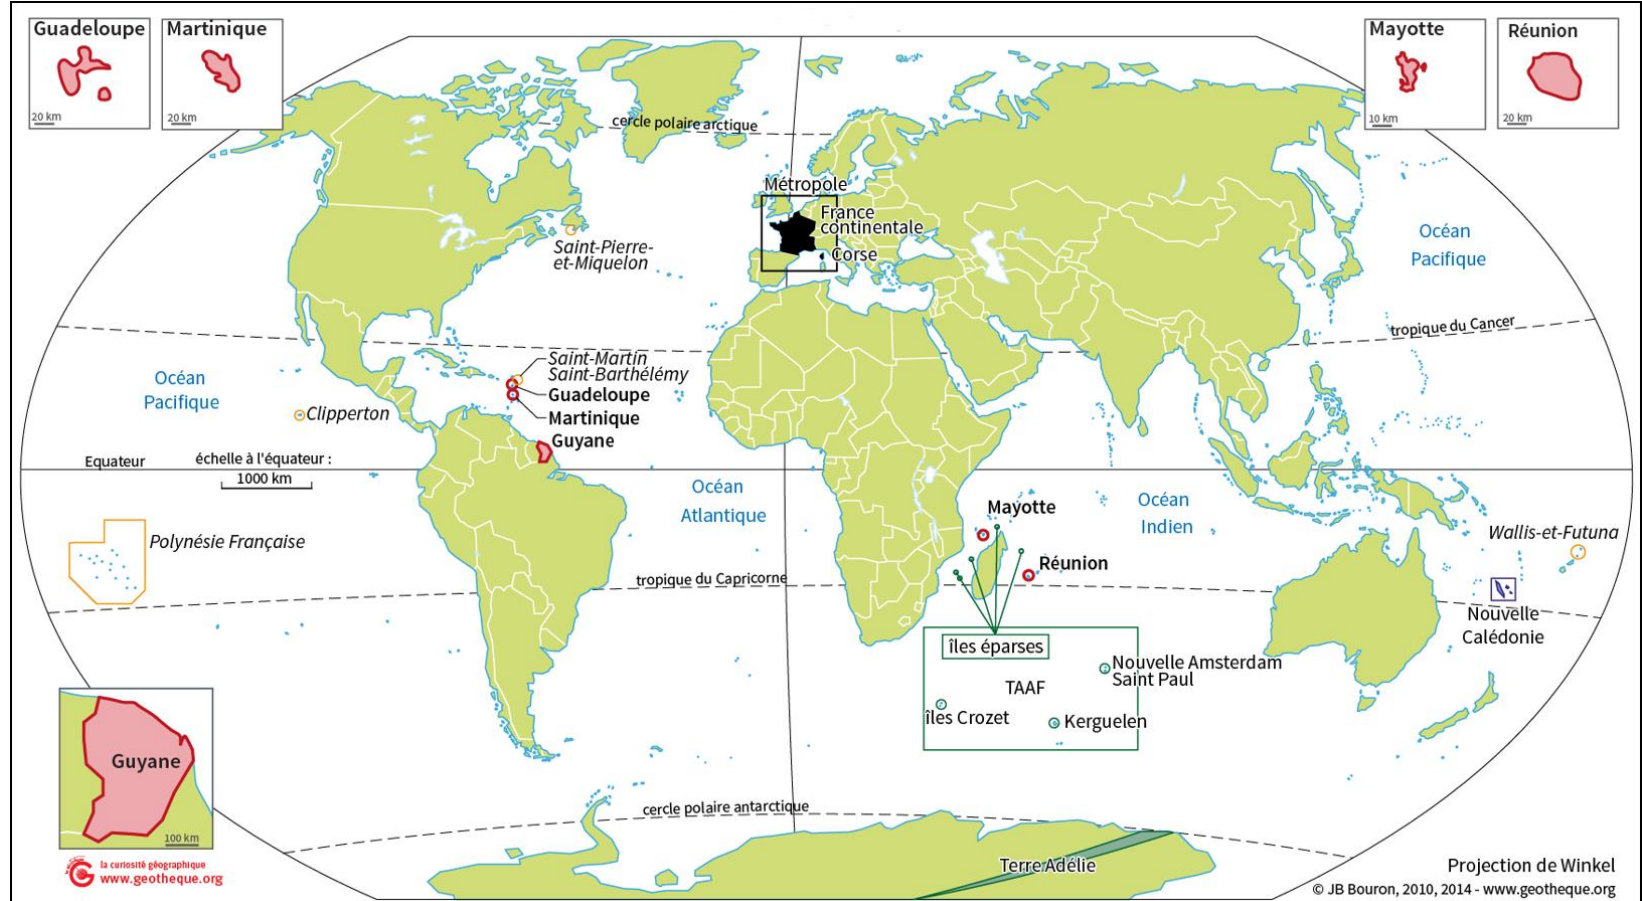 Guadeloupe
20 km
Martinique
20 km
Mayotte
10 km
Réunion
20 km
cercle polaire arctique
Métropole
France
continentale
Corse
Saint-Pierre-
et-Miquelon
Océan
Pacifique
tropique du Cancer
Saint-Martin
Saint-Barthélémy
Guadeloupe
Martinique
Guyane
Océan
Pacifique
Clipperton
Equateur
échelle à l'équateur :
1000 km
Océan
Atlantique
Océan
Indien
Mayotte
Réunion
Wallis-et-Futuna
Polynésie Française
tropique du Capricorne
Nouvelle
Calédonie
îles éparses
TAAF
Nouvelle Amsterdam
Saint Paul
îles Crozet
Kerguelen
Guyane
100 km
cercle polaire antarctique
Terre Adélie
la curiosité géographique
www.geotheque.org
Projection de Winkel
© JB Bouron, 2010, 2014 - www.geotheque.org